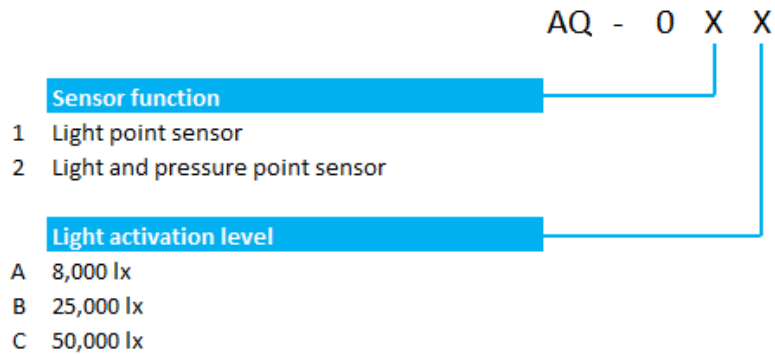 AQ - 0 X X
Sensor function
1 Light point sensor
2 Light and pressure point sensor
Light activation level
A 8,000 lx
B 25,000 lx
C 50,000 lx